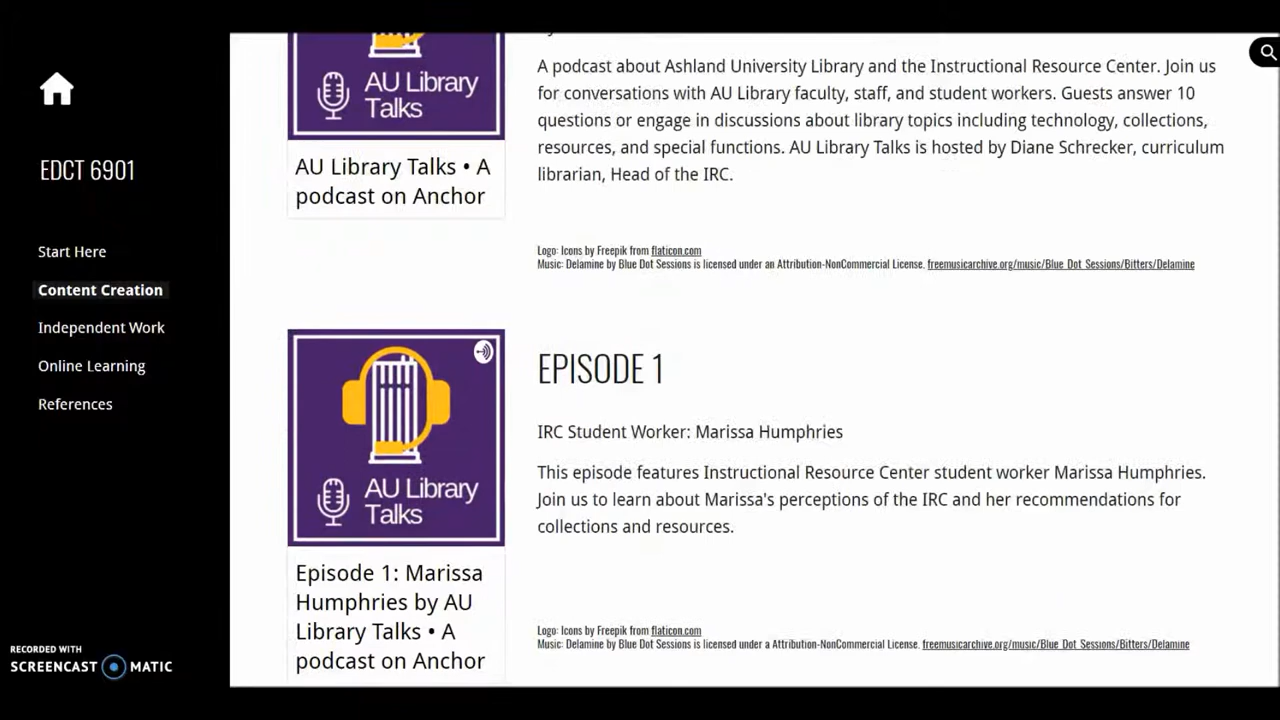 EDCT 6901
Start Here
Content Creation
Independent Work
Online Learning
References
RECORDED WITH
SCREENCAST MATIC
AU Library
Talks
AU Library Talks • A
podcast on Anchor
A podcast about Ashland University Library and the Instructional Resource Center. Join us
for conversations with AU Library faculty, staff, and student workers. Guests answer 10
questions or engage in discussions about library topics including technology, collections,
resources, and special functions. AU Library Talks is hosted by Diane Schrecker, curriculum
librarian, Head of the IRC.
Logo: Icons by Freepik from flaticon.com
Music: Delamine by Blue Dot Sessions is licensed under an Attribution-NonCommercial License. freemusicarchive.org/music/Blue_Dot_Sessions/Bitters/Delamine
AU Library
Talks
Episode 1: Marissa
Humphries by AU
Library Talks • A
podcast on Anchor
EPISODE 1
IRC Student Worker: Marissa Humphries
This episode features Instructional Resource Center student worker Marissa Humphries.
Join us to learn about Marissa's perceptions of the IRC and her recommendations for
collections and resources.
Logo: Icons by Freepik from flaticon.com
Music: Delamine by Blue Dot Sessions is licensed under a Attribution-NonCommercial License. freemusicarchive.org/music/Blue_Dot_Sessions/Bitters/Delamine